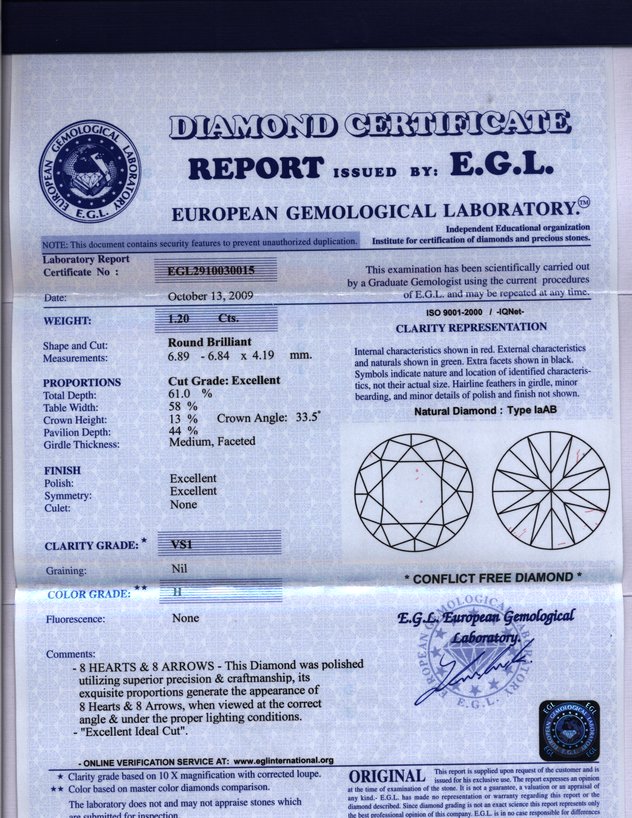 DIAMOND CERTIFICATE
REPORT ISSUED BY: E.G.L.
EUROPEAN GEMOLOGICAL LABORATORY.™
EUROPEAN GEMOLOGICAL LABORATORY
E.G.L.
Independent Educational organization
NOTE: This document contains security features to prevent unauthorized duplication.
Institute for certification of diamonds and precious stones.
Laboratory Report
Certificate No : EGL2910030015
Date: October 13, 2009
WEIGHT: 1.20 Cts.
Shape and Cut: Round Brilliant
Measurements: 6.89 - 6.84 x 4.19 mm.
PROPORTIONS Cut Grade: Excellent
Total Depth: 61.0 %
Table Width: 58 %
Crown Height: 13 % Crown Angle: 33.5°
Pavilion Depth: 44 %
Girdle Thickness: Medium, Faceted
FINISH
Polish: Excellent
Symmetry: Excellent
Culet: None
CLARITY GRADE: * VS1
Graining: Nil
COLOR GRADE: ** H
Fluorescence: None
Comments:
- 8 HEARTS & 8 ARROWS - This Diamond was polished
utilizing superior precision & craftmanship, its
exquisite proportions generate the appearance of
8 Hearts & 8 Arrows, when viewed at the correct
angle & under the proper lighting conditions.
- "Excellent Ideal Cut".
- ONLINE VERIFICATION SERVICE AT: www.eglinternational.org
★ Clarity grade based on 10 X magnification with corrected loupe.
★★ Color based on master color diamonds comparison.
The laboratory does not and may not appraise stones which
are submitted for inspection.
This examination has been scientifically carried out
by a Graduate Gemologist using the current procedures
of E.G.L. and may be repeated at any time.
ISO 9001-2000 / -IQNet-
CLARITY REPRESENTATION
Internal characteristics shown in red. External characteristics
and naturals shown in green. Extra facets shown in black.
Symbols indicate nature and location of identified characteris-
tics, not their actual size. Hairline feathers in girdle, minor
bearding, and minor details of polish and finish not shown.
Natural Diamond : Type IaAB
* CONFLICT FREE DIAMOND *
E.G.L. European Gemological
Laboratory.
EUROPEAN GEMOLOGICAL LABORATORY
E.G.L.
EGL EGL
EGL EGL
E.G.L.
ORIGINAL This report is supplied upon request of the customer and is
issued for his exclusive use. The report expresses an opinion
at the time of examination of the stone. It is not a guarantee, a valuation or an appraisal of
any kind.- E.G.L. has made no representation or warranty regarding this report or the
diamond described. Since diamond grading is not an exact science this report represents only
the best professional opinion of this company. E.G.L. is in no case responsible for differences